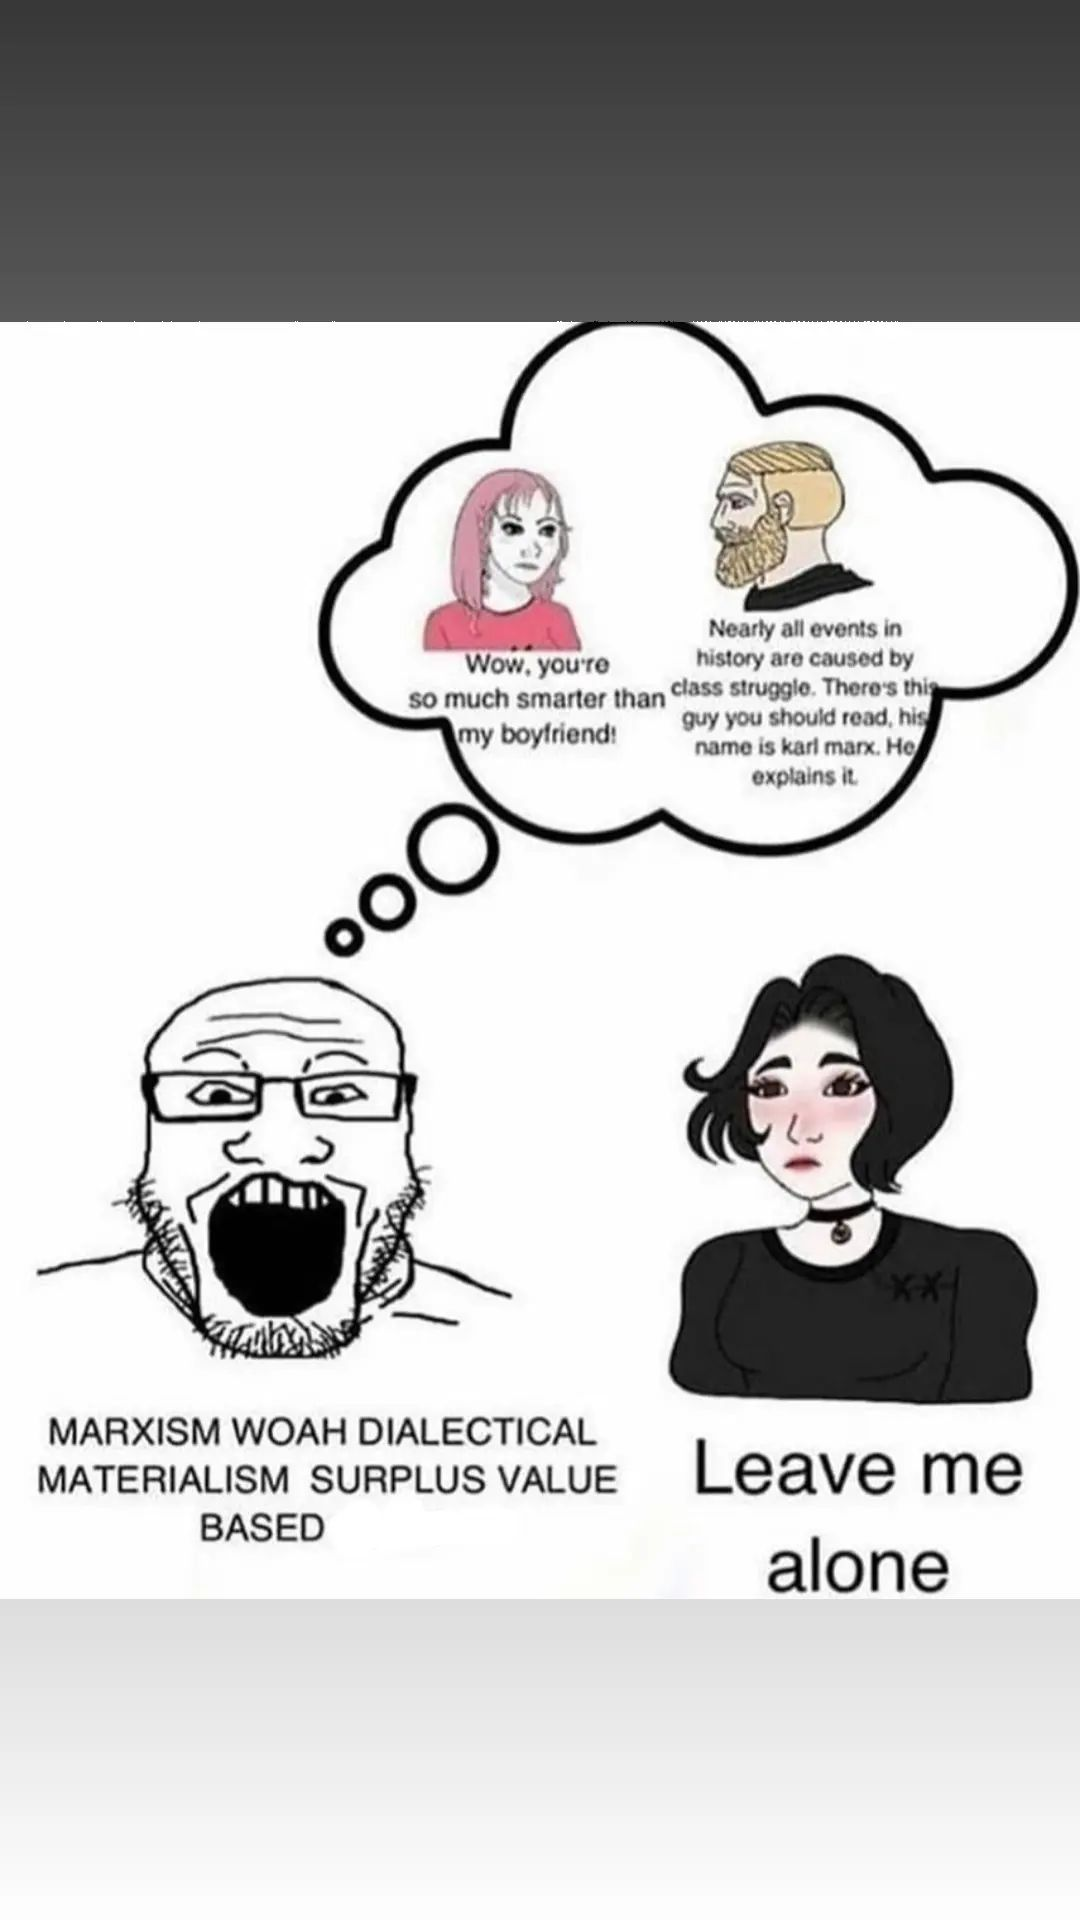 Wow, you're
so much smarter than
my boyfriend!
Nearly all events in
history are caused by
class struggle. There's this
guy you should read, his
name is karl marx. He
explains it.
MARXISM WOAH DIALECTICAL
MATERIALISM SURPLUS VALUE
BASED
Leave me
alone